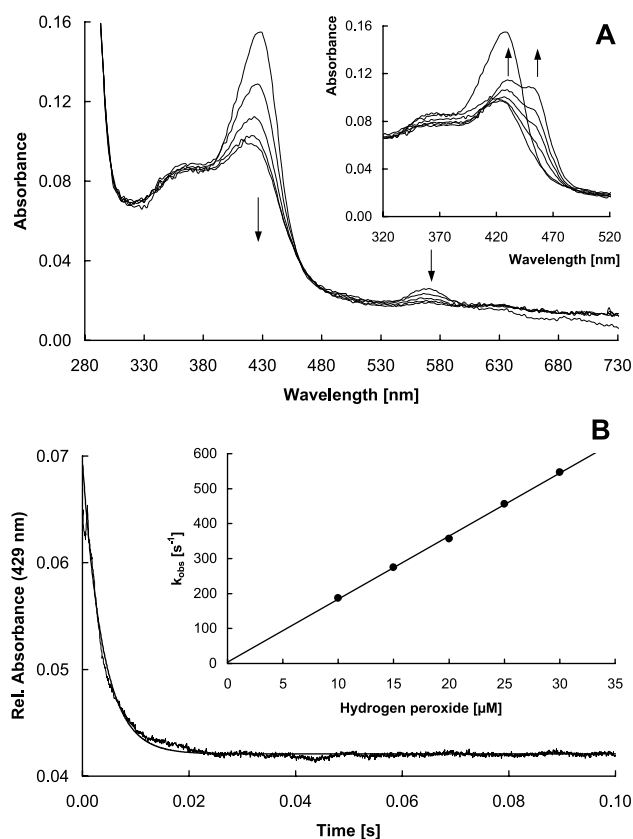 A
0.16
0.12
0.08
0.04
0.00
Absorbance
280 330 380 430 480 530 580 630 680 730
Wavelength [nm]
0.16
0.12
0.08
0.04
0.00
Absorbance
320 370 420 470 520
Wavelength [nm]
B
0.07
0.06
0.05
0.04
Rel. Absorbance (429 nm)
0.00 0.02 0.04 0.06 0.08 0.10
Time [s]
600
500
400
300
200
100
0
kobs [s-1]
0 5 10 15 20 25 30 35
Hydrogen peroxide [µM]